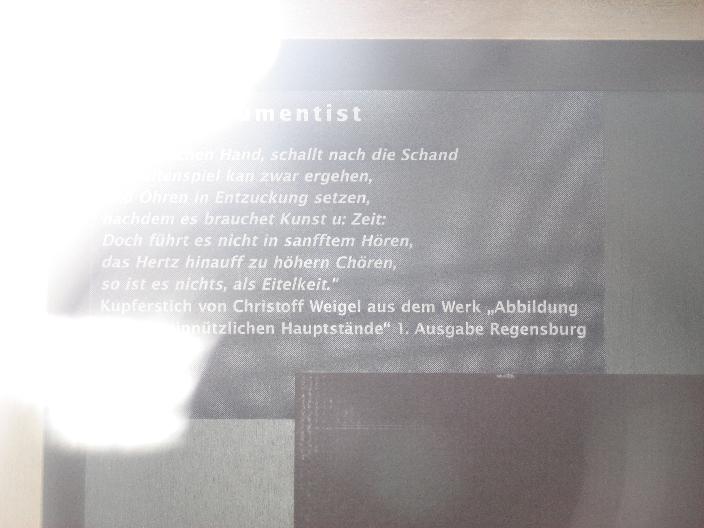 umentist
chen Hand, schallt nach die Schand
tenspiel kan zwar ergehen,
Ohren in Entzuckung setzen,
nachdem es brauchet Kunst u: Zeit:
Doch führt es nicht in sanfftem Hören,
das Hertz hinauff zu höhern Chören,
so ist es nichts, als Eitelkeit."
Kupferstich von Christoff Weigel aus dem Werk „Abbildung
nnützlichen Hauptstände“ 1. Ausgabe Regensburg